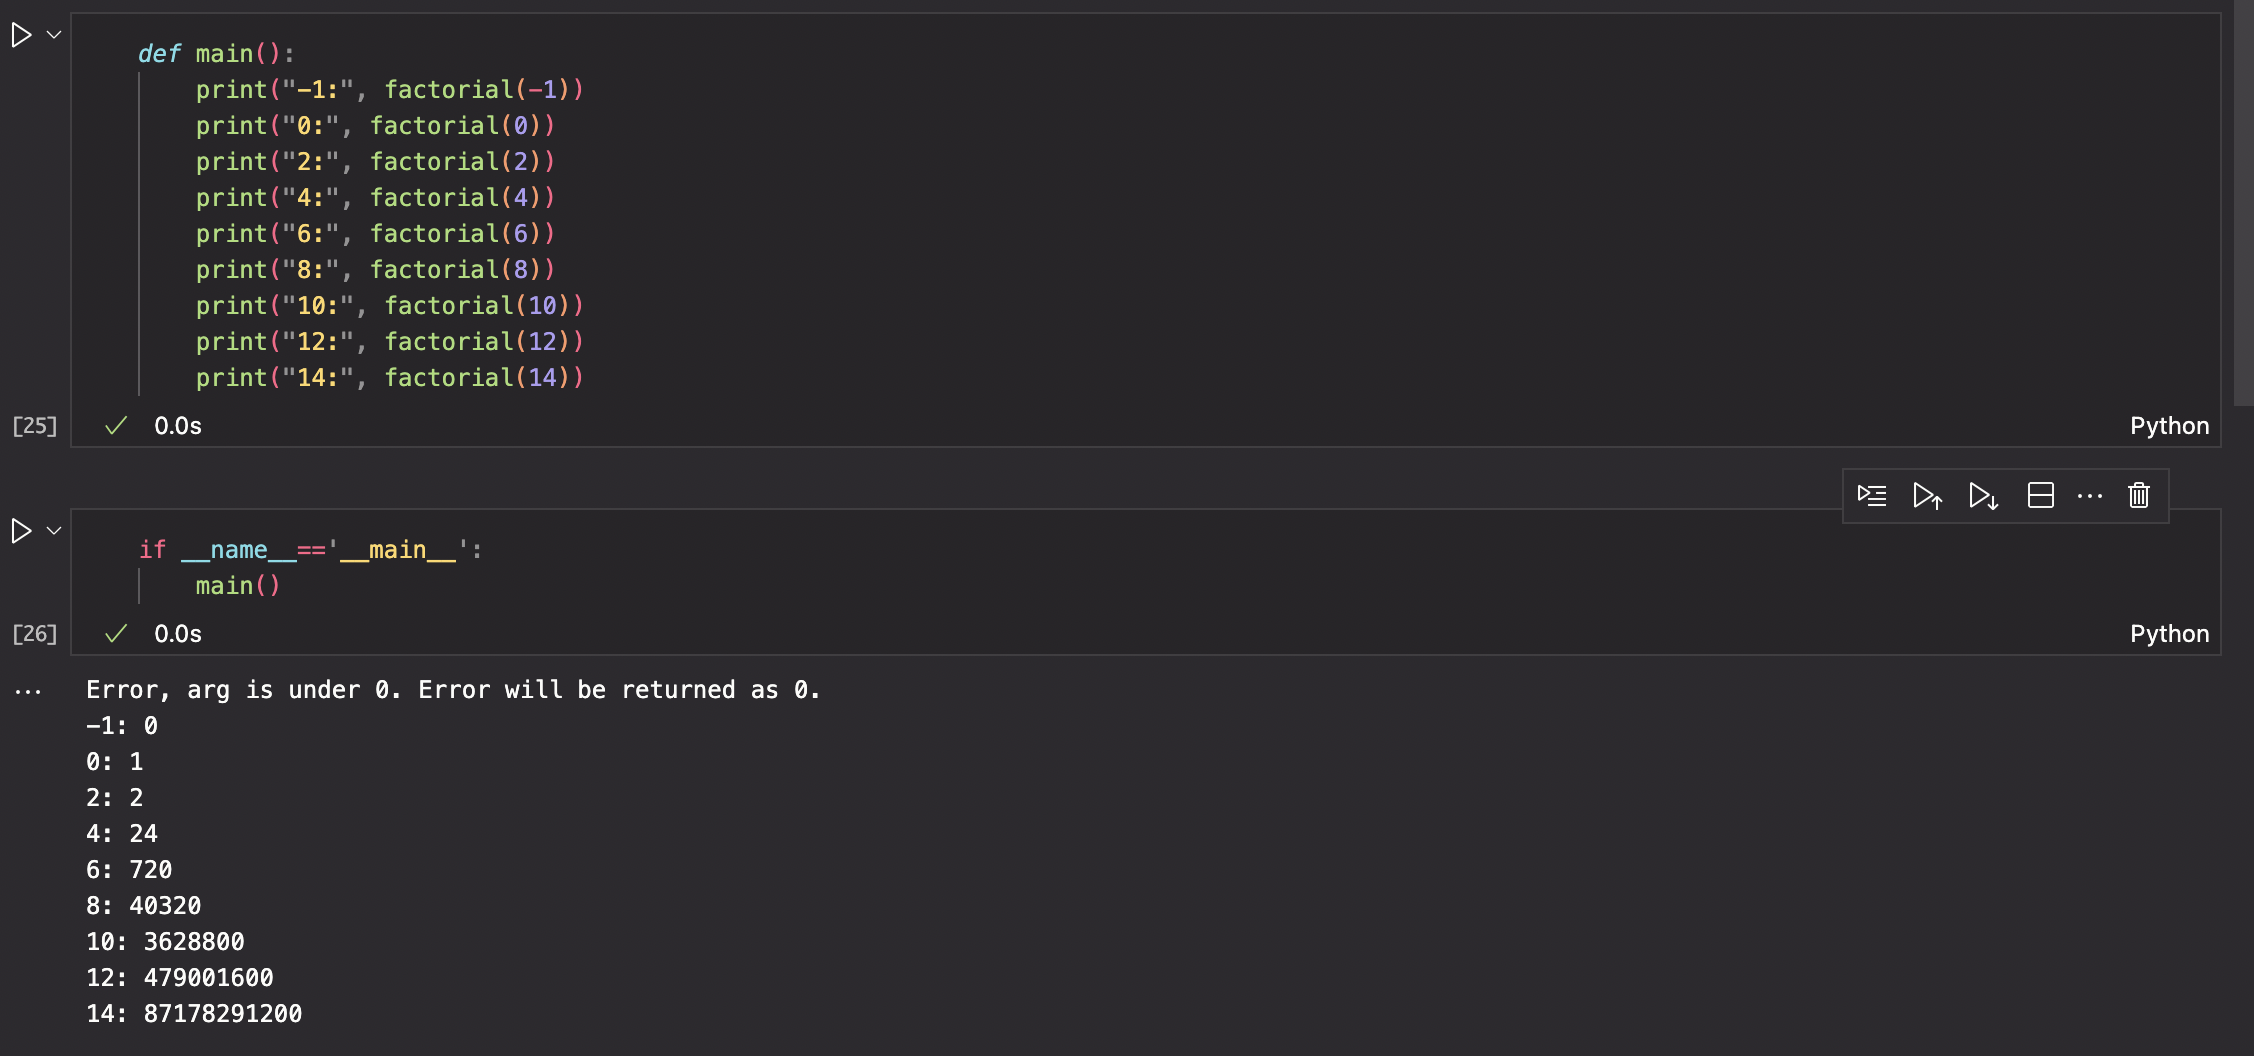 def main():
    print("-1:", factorial(-1))
    print("0:", factorial(0))
    print("2:", factorial(2))
    print("4:", factorial(4))
    print("6:", factorial(6))
    print("8:", factorial(8))
    print("10:", factorial(10))
    print("12:", factorial(12))
    print("14:", factorial(14))
[25] 0.0s Python
if __name__=='__main__':
    main()
[26] 0.0s Python
Error, arg is under 0. Error will be returned as 0.
-1: 0
0: 1
2: 2
4: 24
6: 720
8: 40320
10: 3628800
12: 479001600
14: 87178291200